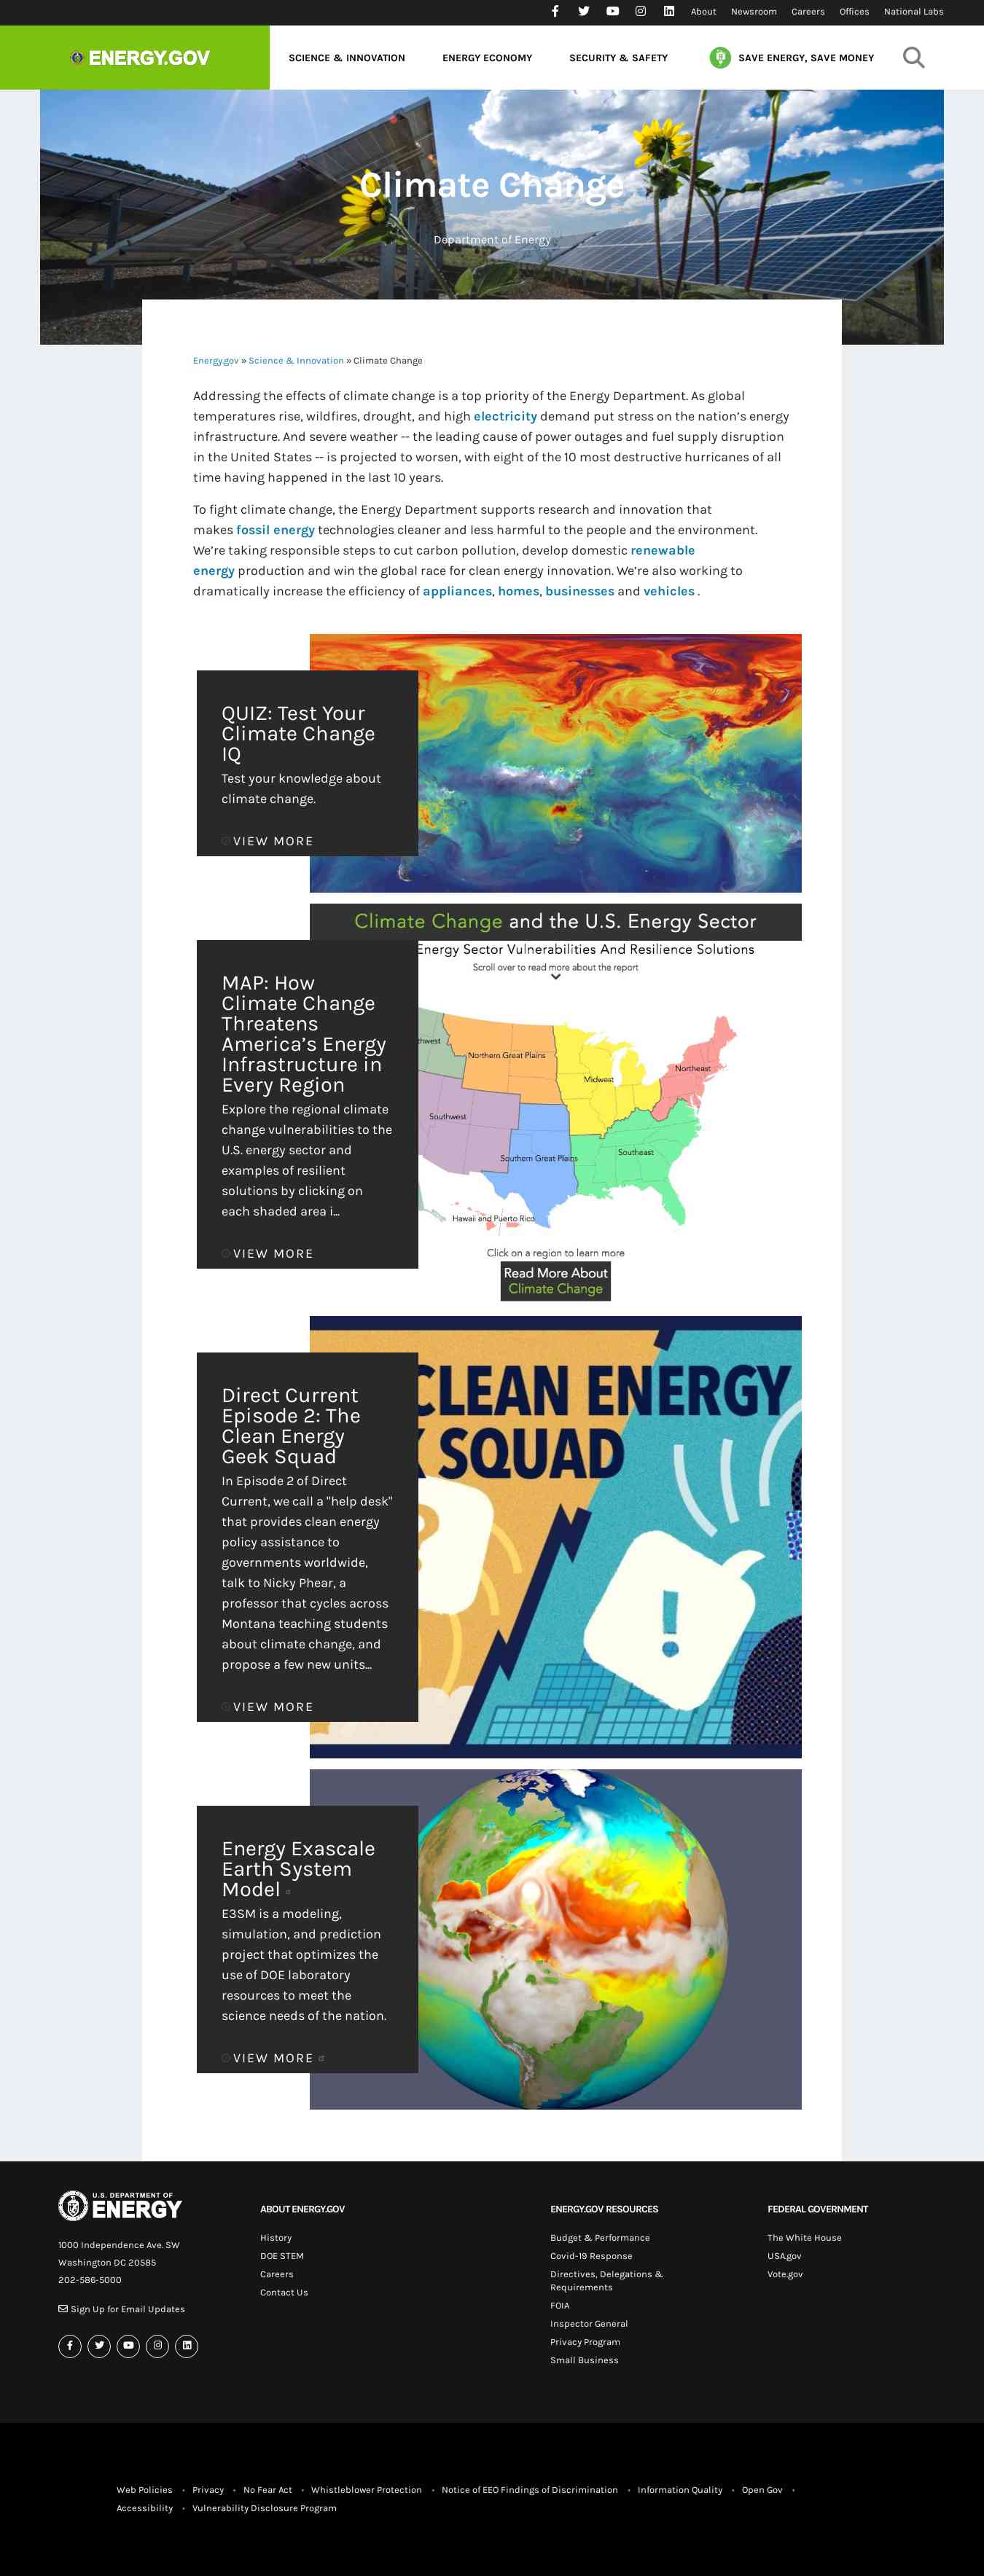 About Newsroom Careers Offices National Labs
ENERGY.GOV
SCIENCE & INNOVATION ENERGY ECONOMY SECURITY & SAFETY SAVE ENERGY, SAVE MONEY
Climate Change
Department of Energy
Energy.gov » Science & Innovation » Climate Change
Addressing the effects of climate change is a top priority of the Energy Department. As global
temperatures rise, wildfires, drought, and high electricity demand put stress on the nation's energy
infrastructure. And severe weather -- the leading cause of power outages and fuel supply disruption
in the United States -- is projected to worsen, with eight of the 10 most destructive hurricanes of all
time having happened in the last 10 years.
To fight climate change, the Energy Department supports research and innovation that
makes fossil energy technologies cleaner and less harmful to the people and the environment.
We're taking responsible steps to cut carbon pollution, develop domestic renewable
energy production and win the global race for clean energy innovation. We're also working to
dramatically increase the efficiency of appliances, homes, businesses and vehicles .
QUIZ: Test Your
Climate Change
IQ
Test your knowledge about
climate change.
VIEW MORE
Climate Change and the U.S. Energy Sector
Energy Sector Vulnerabilities And Resilience Solutions
Scroll over to read more about the report
MAP: How
Climate Change
Threatens
America's Energy
Infrastructure in
Every Region
Explore the regional climate
change vulnerabilities to the
U.S. energy sector and
examples of resilient
solutions by clicking on
each shaded area i...
VIEW MORE
thwest
Northern Great Plains
Midwest
Northeast
Southwest
Southern Great Plains
Southeast
Hawaii and Puerto Rico
Click on a region to learn more
Read More About
Climate Change
CLEAN ENERGY
K SQUAD
Direct Current
Episode 2: The
Clean Energy
Geek Squad
In Episode 2 of Direct
Current, we call a "help desk"
that provides clean energy
policy assistance to
governments worldwide,
talk to Nicky Phear, a
professor that cycles across
Montana teaching students
about climate change, and
propose a few new units...
VIEW MORE
Energy Exascale
Earth System
Model
E3SM is a modeling,
simulation, and prediction
project that optimizes the
use of DOE laboratory
resources to meet the
science needs of the nation.
VIEW MORE
U.S. DEPARTMENT OF
ENERGY
1000 Independence Ave. SW
Washington DC 20585
202-586-5000
Sign Up for Email Updates
ABOUT ENERGY.GOV
History
DOE STEM
Careers
Contact Us
ENERGY.GOV RESOURCES
Budget & Performance
Covid-19 Response
Directives, Delegations &
Requirements
FOIA
Inspector General
Privacy Program
Small Business
FEDERAL GOVERNMENT
The White House
USA.gov
Vote.gov
Web Policies • Privacy • No Fear Act • Whistleblower Protection • Notice of EEO Findings of Discrimination • Information Quality • Open Gov •
Accessibility • Vulnerability Disclosure Program